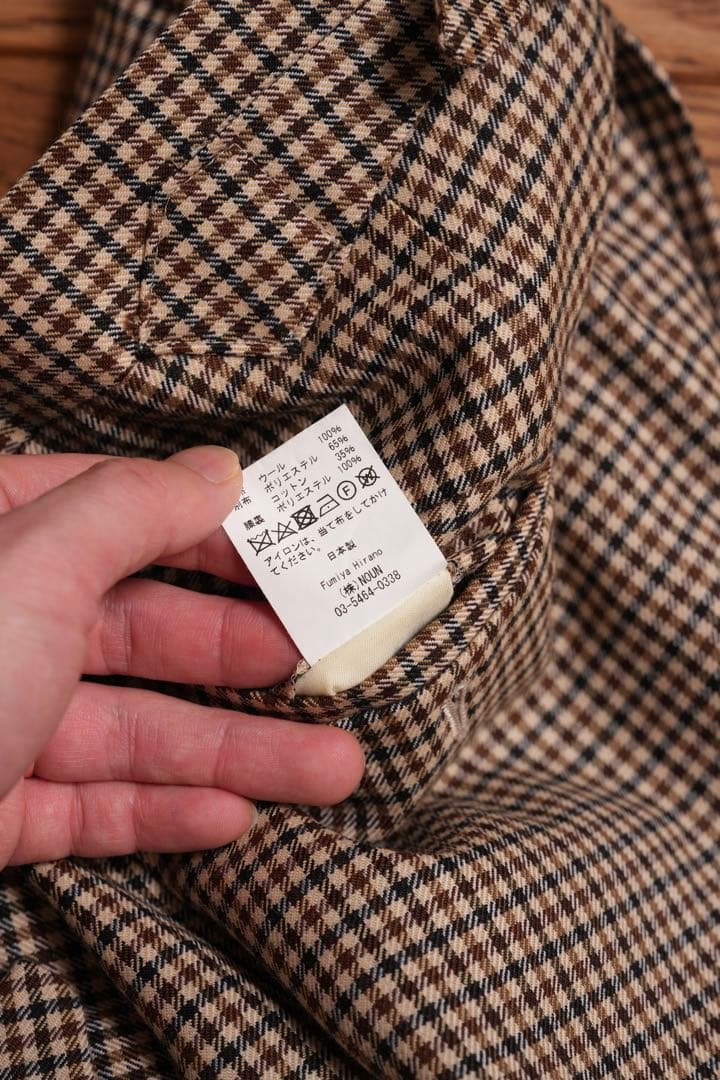 ウール 100%
別布 ポリエステル 65%
コットン 35%
腰裏 ポリエステル 100%
F W
アイロンは、当て布をしてかけ
てください。
日本製
Fumiya Hirano
(株)NOUN
03-5464-0338